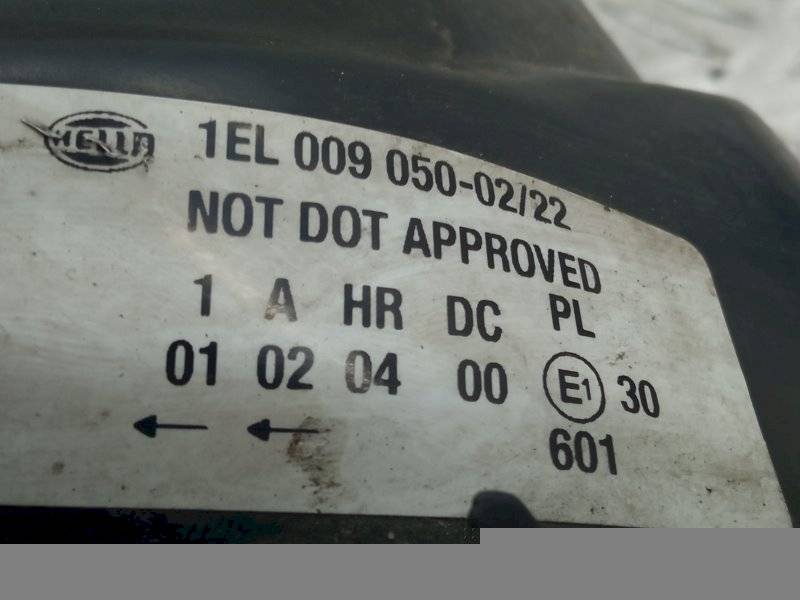 HELLA 1EL 009 050-02/22
NOT DOT APPROVED
1 A HR DC PL
01 02 04 00 E1 30
601